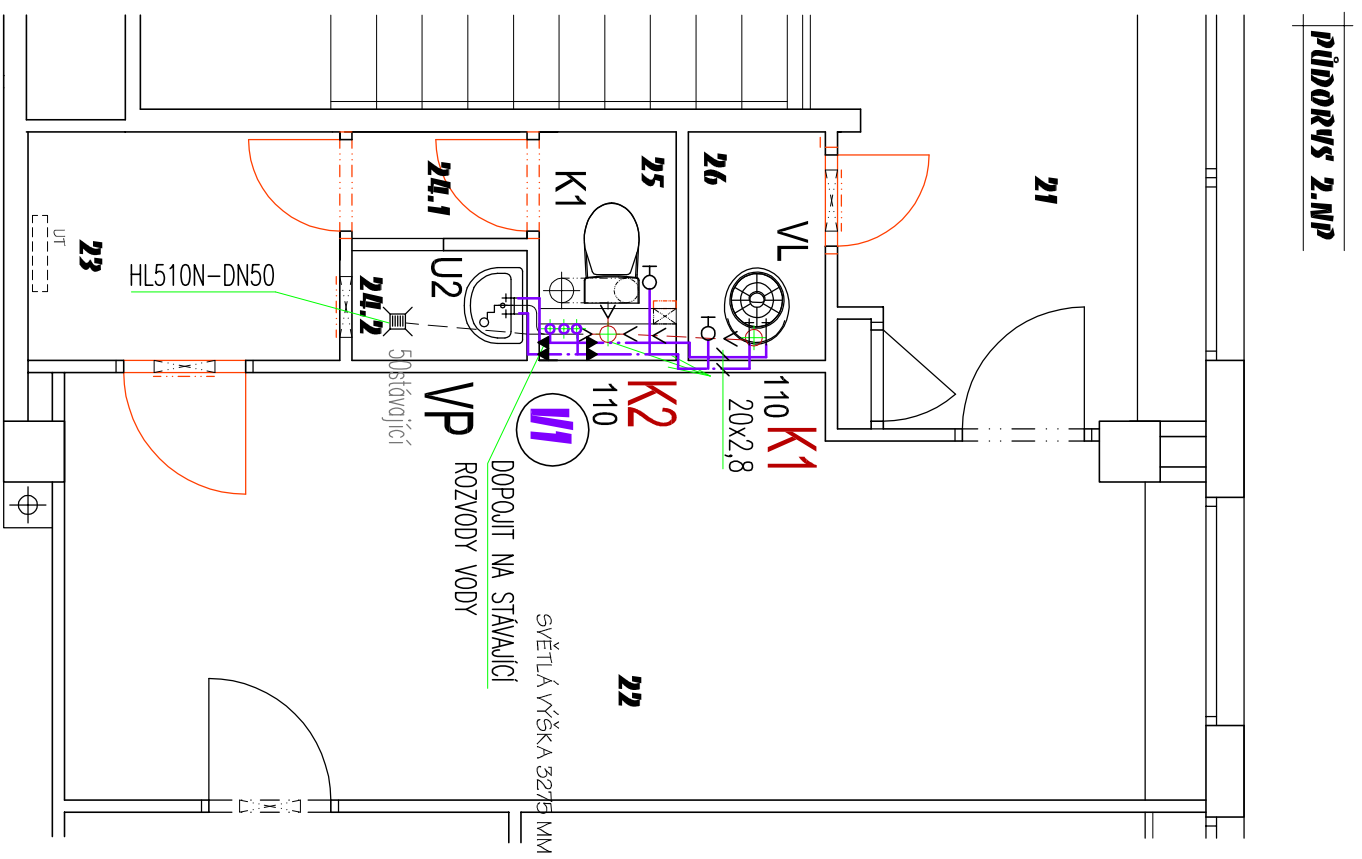 PŮDORYS 2.NP
21
26
VL
25
K1
24.1
U2
24.2
23
UT
HL510N-DN50
50stávající
VP
V1
K2
110
K1
110
20x2,8
DOPOJIT NA STÁVAJÍCÍ
ROZVODY VODY
SVĚTLÁ VÝŠKA 3275 MM
22